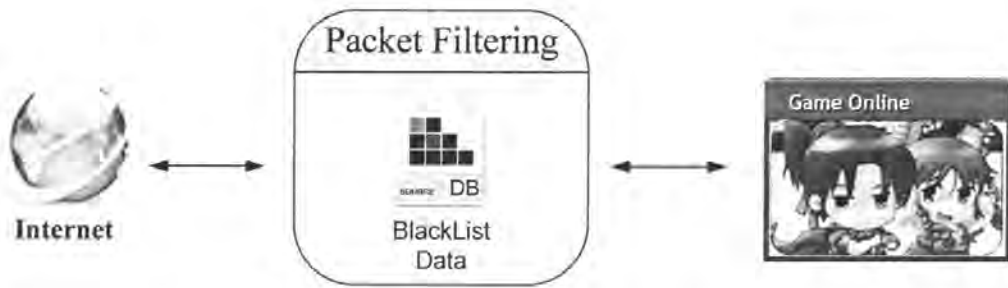 Packet Filtering
Game Online
DB
BlackList
Data
Internet